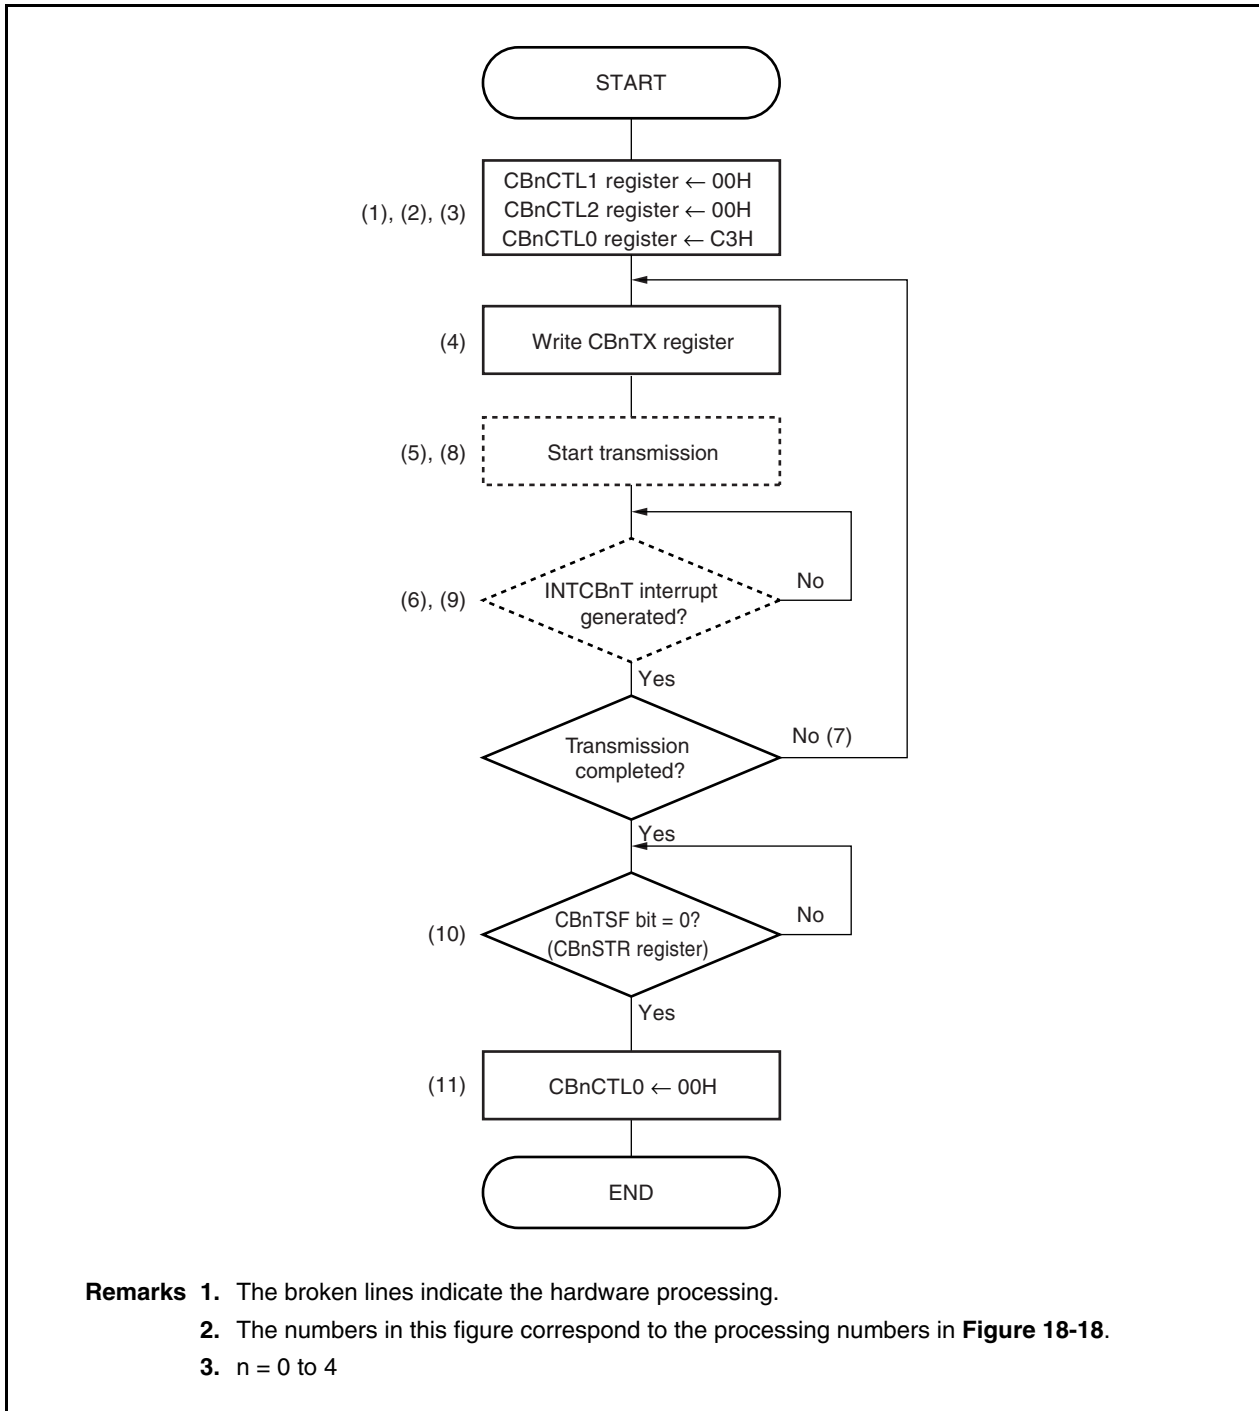 START
CBnCTL1 register ← 00H
CBnCTL2 register ← 00H
CBnCTL0 register ← C3H
(1), (2), (3)
(4)
Write CBnTX register
(5), (8)
Start transmission
(6), (9)
INTCBnT interrupt
generated?
No
Yes
Transmission
completed?
No (7)
Yes
(10)
CBnTSF bit = 0?
(CBnSTR register)
No
Yes
(11)
CBnCTL0 ← 00H
END
Remarks 1. The broken lines indicate the hardware processing.
2. The numbers in this figure correspond to the processing numbers in Figure 18-18.
3. n = 0 to 4